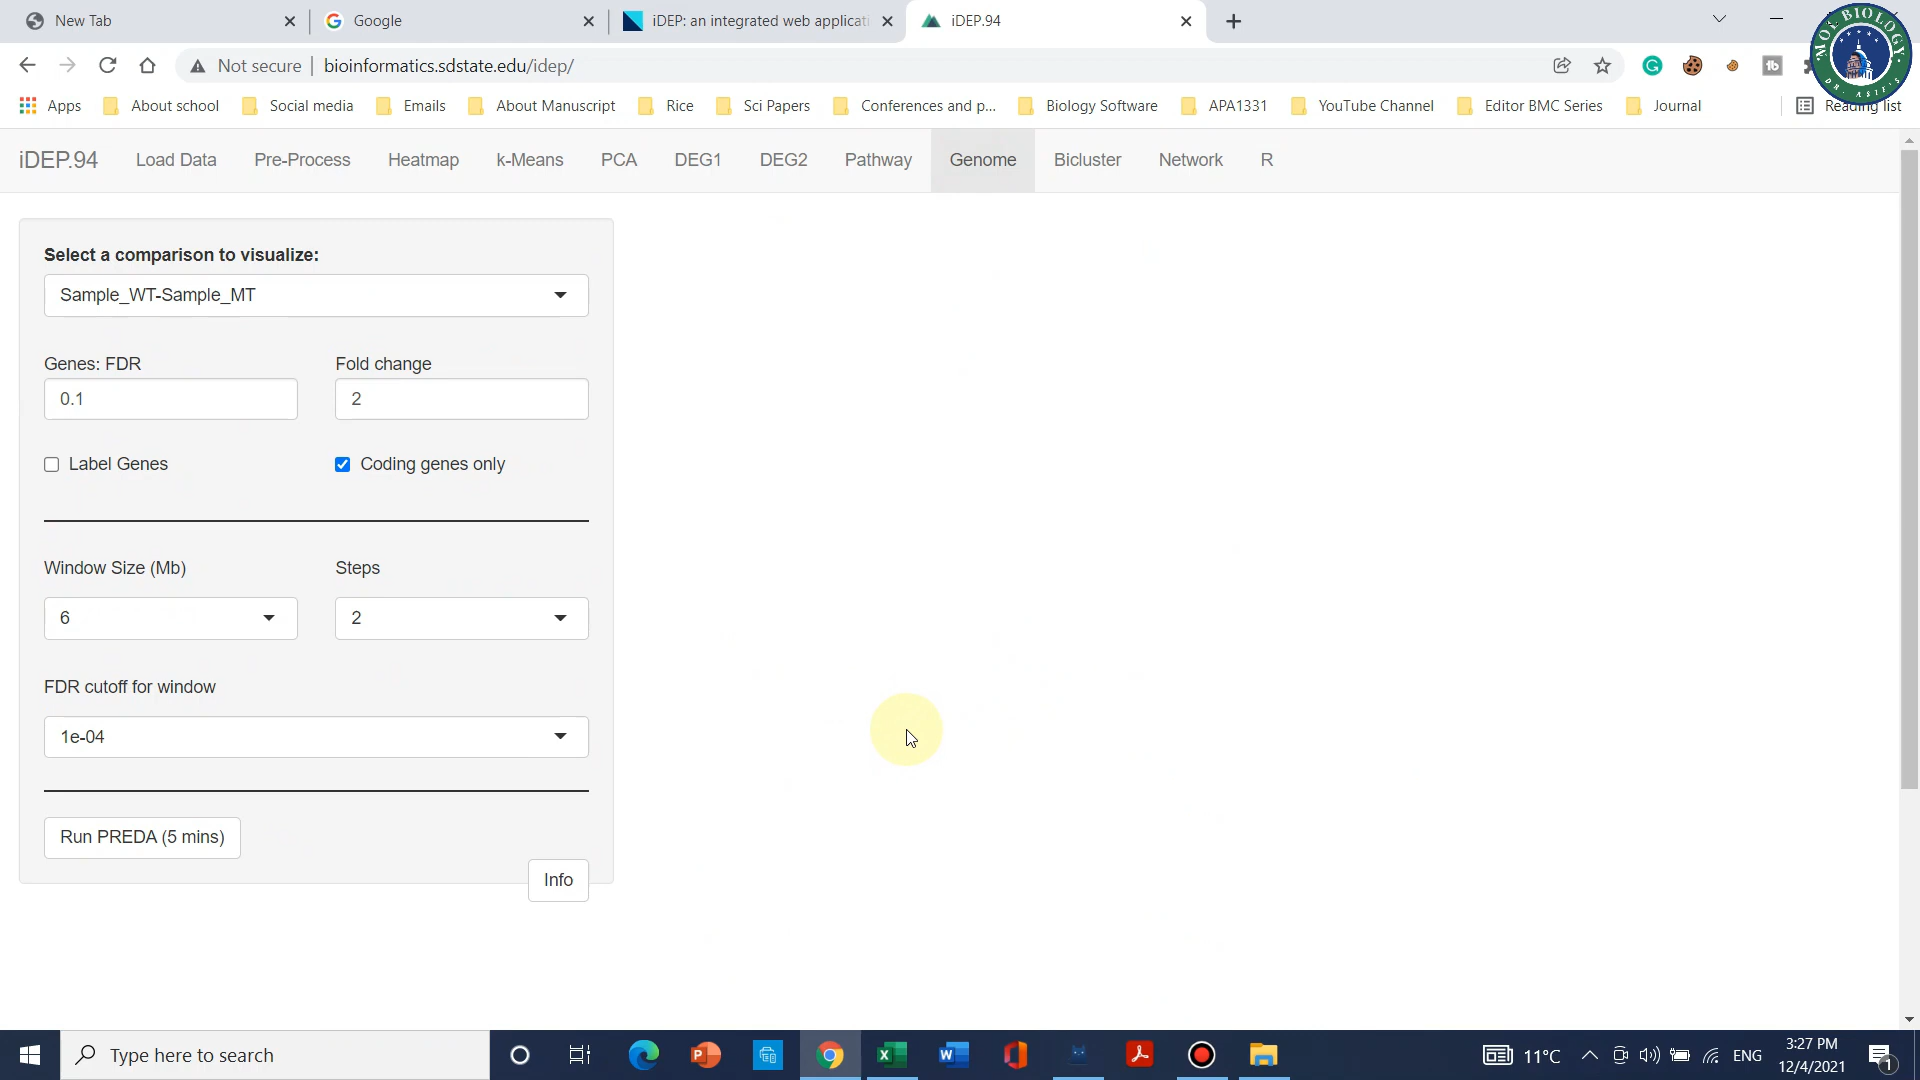 New Tab
Google
iDEP: an integrated web applicati
iDEP.94
Not secure
bioinformatics.sdstate.edu/idep/
Apps
About school
Social media
Emails
About Manuscript
Rice
Sci Papers
Conferences and p...
Biology Software
APA1331
YouTube Channel
Editor BMC Series
Journal
Reading list
MOE BIOLOGY
iDEP.94
Load Data
Pre-Process
Heatmap
k-Means
PCA
DEG1
DEG2
Pathway
Genome
Bicluster
Network
R
Select a comparison to visualize:
Sample_WT-Sample_MT
Genes: FDR
Fold change
0.1
2
Label Genes
Coding genes only
Window Size (Mb)
Steps
6
2
FDR cutoff for window
1e-04
Run PREDA (5 mins)
Info
Type here to search
11°C
ENG
3:27 PM
12/4/2021
1